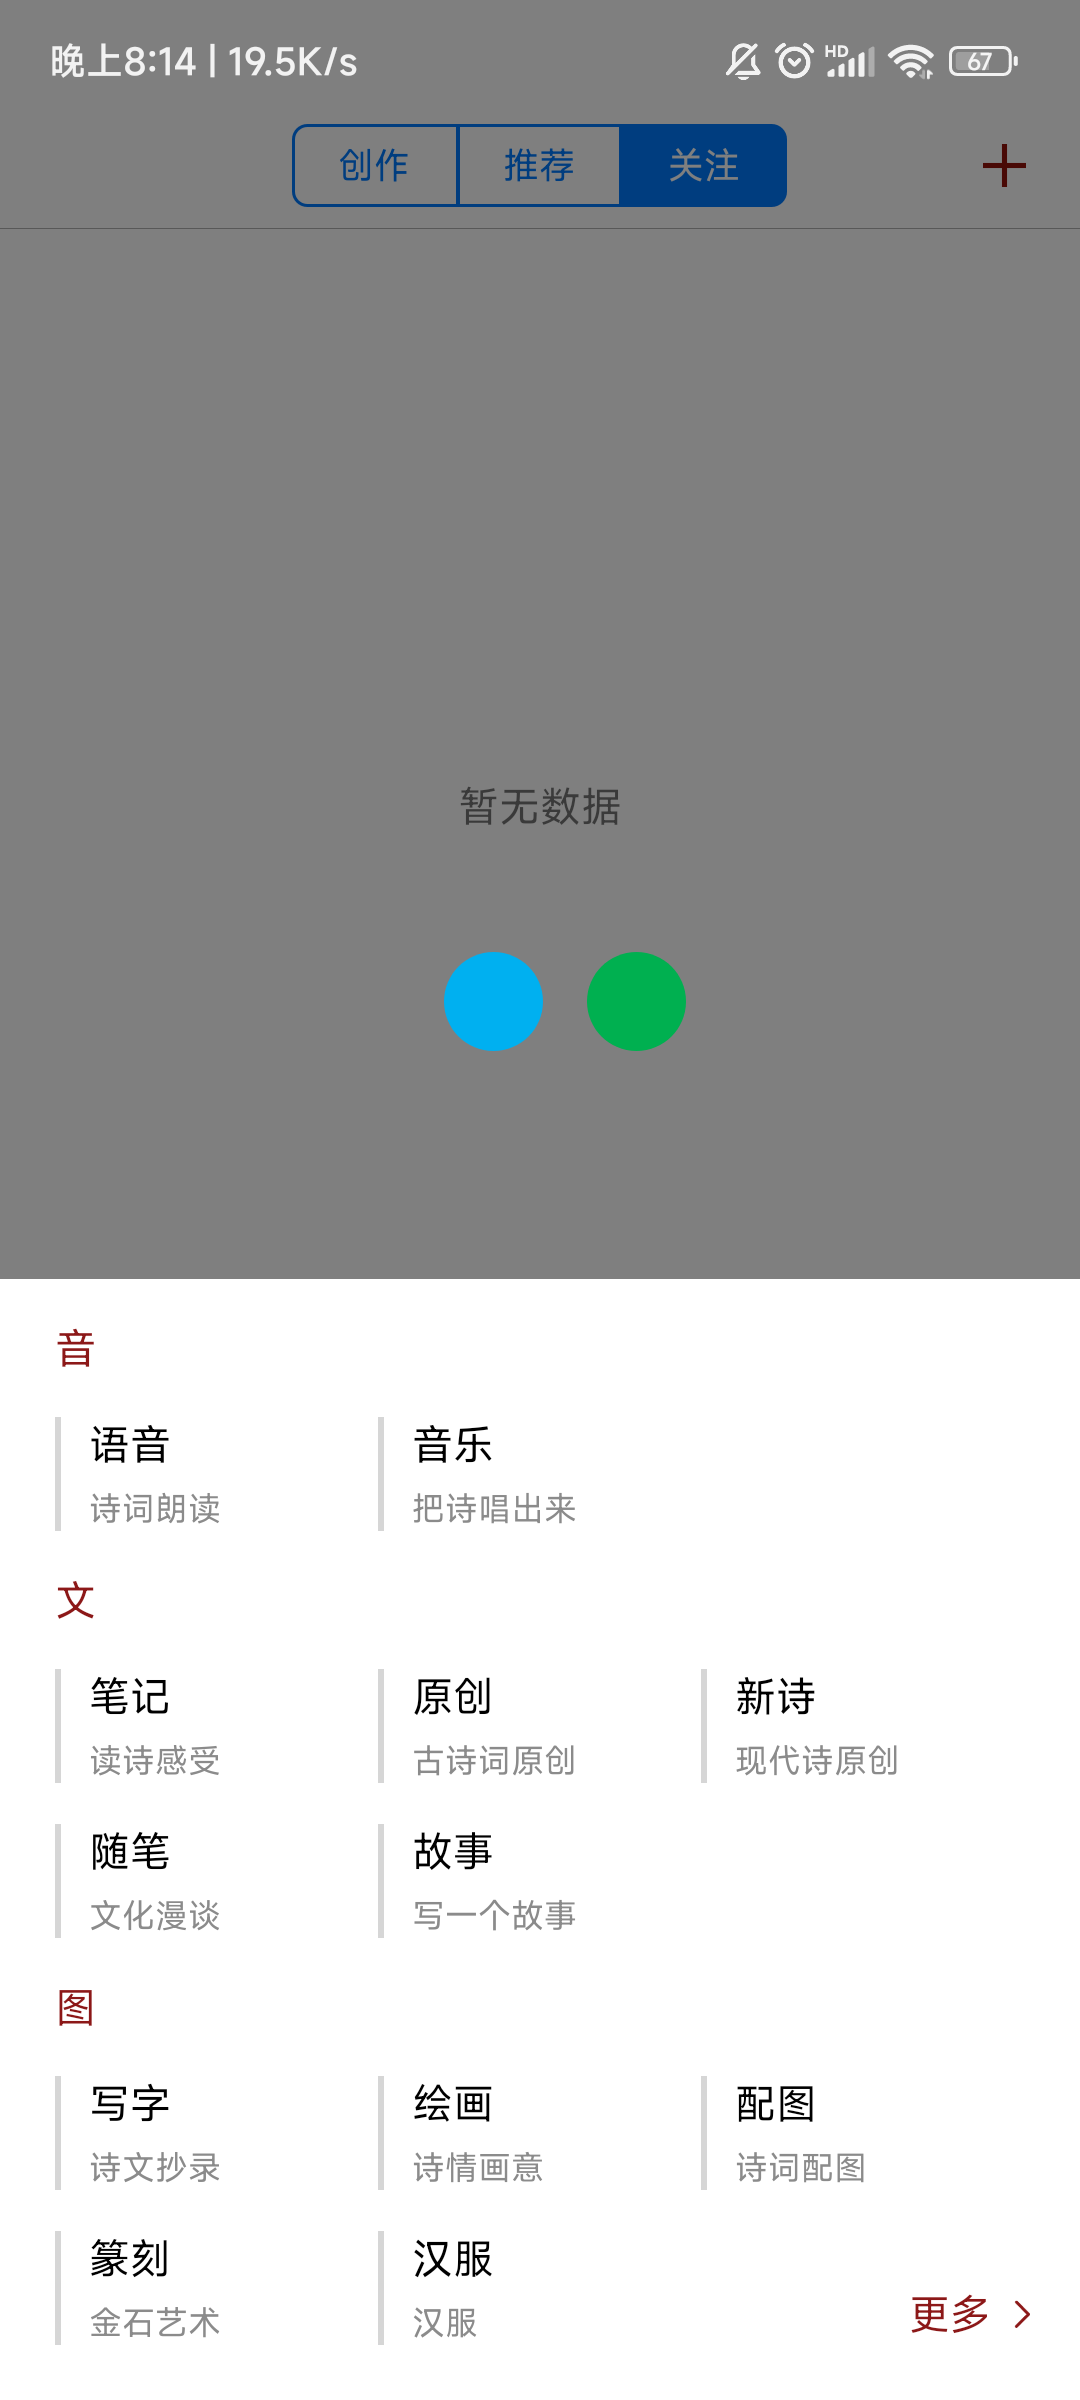 晚上8:14 | 19.5K/s
HD
67
创作 推荐 关注
暂无数据
音
语音 音乐
诗词朗读 把诗唱出来
文
笔记 原创 新诗
读诗感受 古诗词原创 现代诗原创
随笔 故事
文化漫谈 写一个故事
图
写字 绘画 配图
诗文抄录 诗情画意 诗词配图
篆刻 汉服
金石艺术 汉服
更多